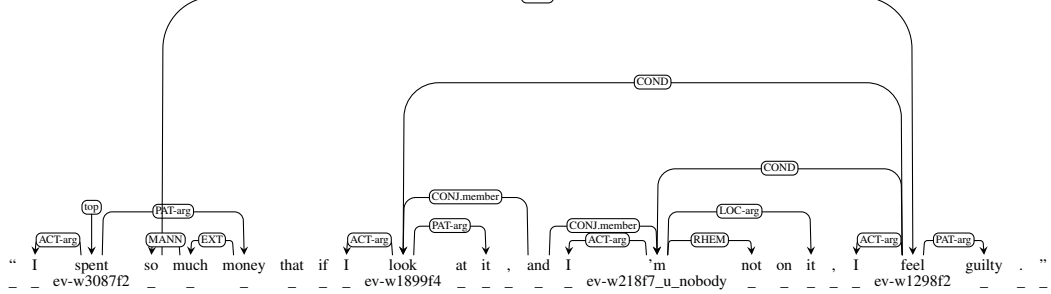 COND
COND
CONJ.member
top PAT-arg LOC-arg
PAT-arg CONJ.member
ACT-arg MANN EXT ACT-arg ACT-arg RHEM ACT-arg PAT-arg
“ I spent so much money that if I look at it , and I 'm not on it , I feel guilty . ”
_ _ ev-w3087f2 _ _ _ _ _ _ ev-w1899f4 _ _ _ _ _ ev-w218f7_u_nobody _ _ _ _ _ ev-w1298f2 _ _ _